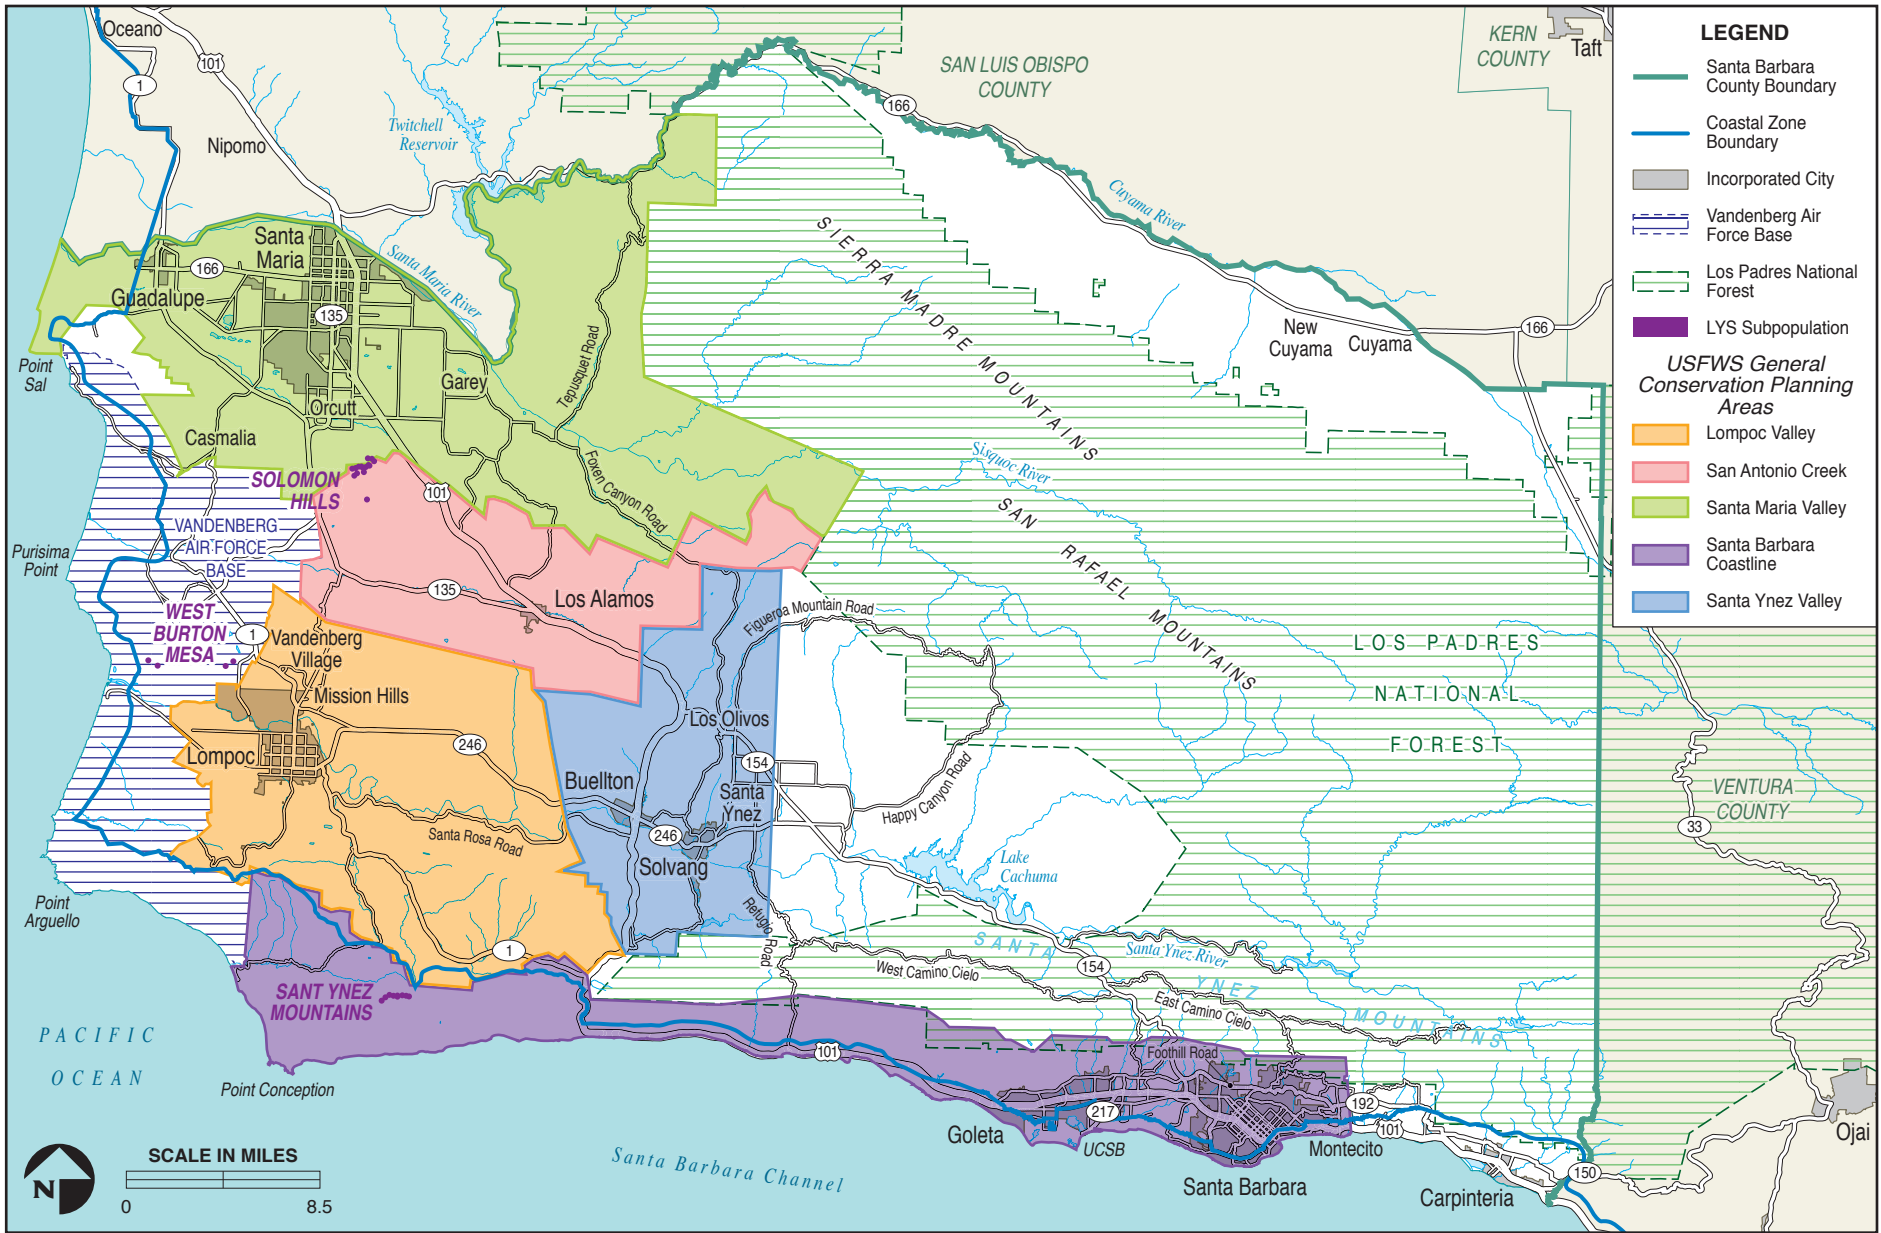 Oceano
1
101
Nipomo
Twitchell
Reservoir
SAN LUIS OBISPO
COUNTY
166
KERN
COUNTY
Taft
Cuyama River
Santa
Maria
166
Guadalupe
135
Santa Maria River
SIERRA MADRE MOUNTAINS
New
Cuyama
Cuyama
166
Point
Sal
Garey
Tepusquet Road
Orcutt
Casmalia
SOLOMON
HILLS
101
Foxen Canyon Road
Sisquoc River
SAN RAFAEL MOUNTAINS
VANDENBERG
AIR FORCE
BASE
Purisima
Point
135
Los Alamos
Figueroa Mountain Road
WEST
BURTON
MESA
1
Vandenberg
Village
Mission Hills
LOS PADRES
NATIONAL
FOREST
Lompoc
246
Los Olivos
154
Buellton
Santa
Ynez
Happy Canyon Road
VENTURA
COUNTY
33
Santa Rosa Road
246
Solvang
Lake
Cachuma
Point
Arguello
Refugio Road
1
SANTA YNEZ MOUNTAINS
Santa Ynez River
154
West Camino Cielo
East Camino Cielo
SANT YNEZ
MOUNTAINS
PACIFIC
OCEAN
Point Conception
101
Foothill Road
217
192
101
Goleta
UCSB
Montecito
Santa Barbara
Carpinteria
150
Ojai
Santa Barbara Channel
N
SCALE IN MILES
0
8.5
LEGEND
Santa Barbara
County Boundary
Coastal Zone
Boundary
Incorporated City
Vandenberg Air
Force Base
Los Padres National
Forest
LYS Subpopulation
USFWS General
Conservation Planning
Areas
Lompoc Valley
San Antonio Creek
Santa Maria Valley
Santa Barbara
Coastline
Santa Ynez Valley